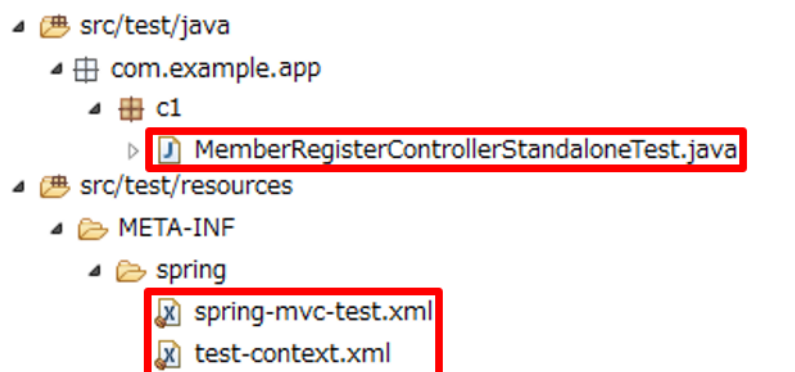 src/test/java
com.example.app
c1
MemberRegisterControllerStandaloneTest.java
src/test/resources
META-INF
spring
spring-mvc-test.xml
test-context.xml